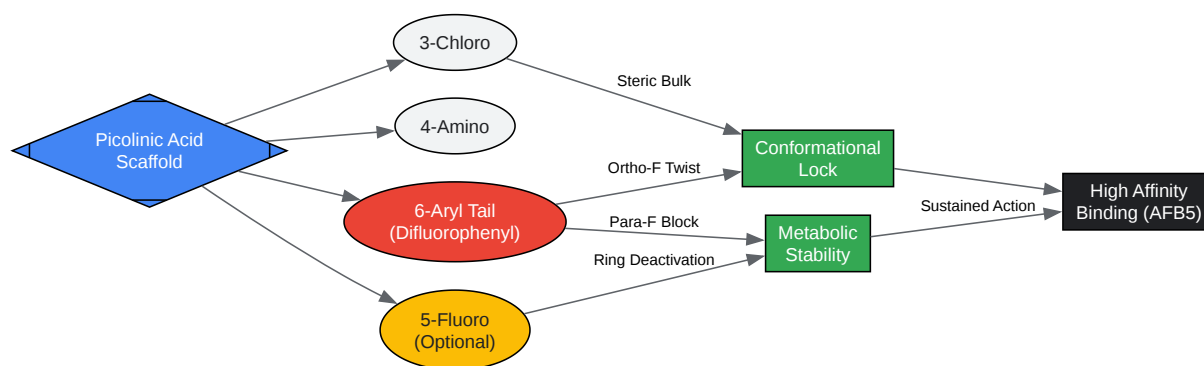 3-Chloro
Steric Bulk
4-Amino
Picolinic Acid
Scaffold
Conformational
Lock
Ortho-F Twist
6-Aryl Tail
(Difluorophenyl)
Para-F Block
Metabolic
Stability
Sustained Action
High Affinity
Binding (AFB5)
Ring Deactivation
5-Fluoro
(Optional)